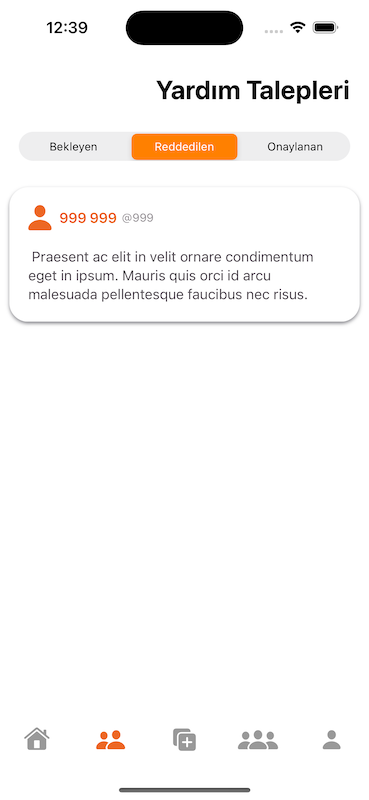 12:39
Yardım Talepleri
Bekleyen Reddedilen Onaylanan
999 999 @999
Praesent ac elit in velit ornare condimentum
eget in ipsum. Mauris quis orci id arcu
malesuada pellentesque faucibus nec risus.